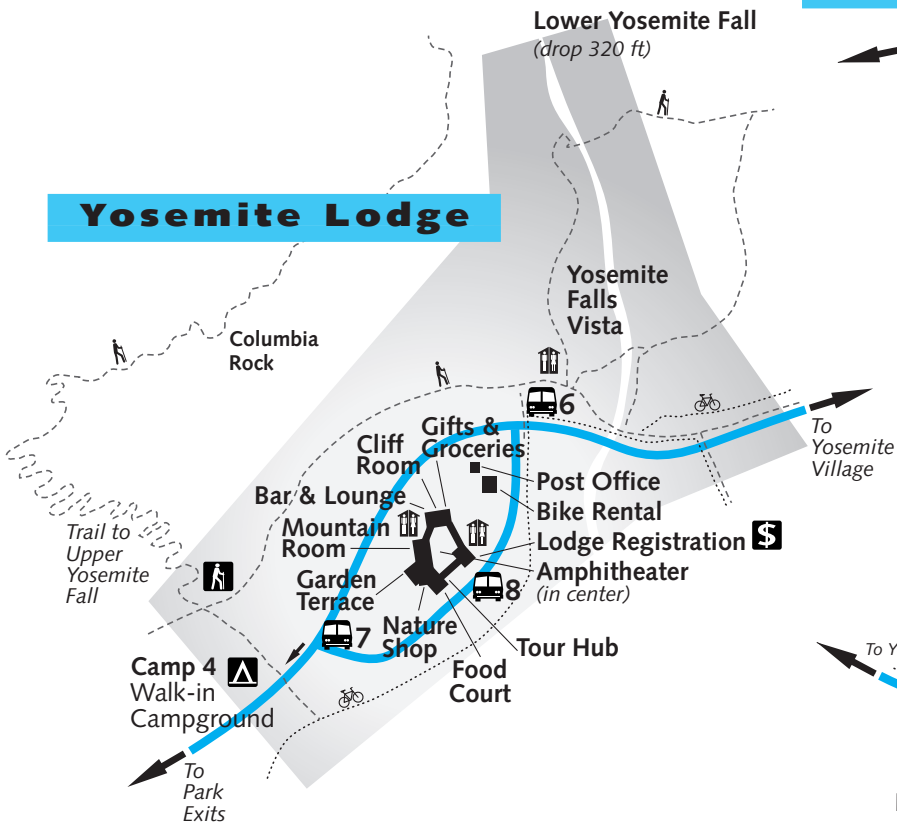 Lower Yosemite Fall
(drop 320 ft)
Yosemite Lodge
Yosemite
Falls
Vista
Columbia
Rock
6
To
Yosemite
Village
Gifts &
Groceries
Cliff
Room
Bar & Lounge
Mountain
Room
Garden
Terrace
Post Office
Bike Rental
Lodge Registration $
Amphitheater
(in center)
8
7
Nature
Shop
Tour Hub
Food
Court
Trail to
Upper
Yosemite
Fall
Camp 4
Walk-in
Campground
To
Park
Exits
To Y